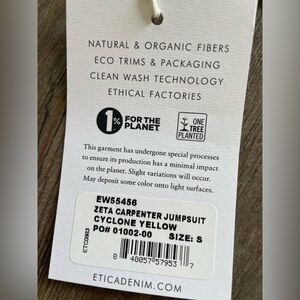 NATURAL & ORGANIC FIBERS
ECO TRIMS & PACKAGING
CLEAN WASH TECHNOLOGY
ETHICAL FACTORIES
1% FOR THE PLANET
ONE TREE PLANTED
This garment has undergone special processes
to ensure its production has a minimal impact
on the planet. Slight variations will occur.
May deposit some color onto light surfaces.
EW55456
ZETA CARPENTER JUMPSUIT
CYCLONE YELLOW
PO# 01002-00 SIZE: S
0 40057 57953 7
ETICADENIM.COM